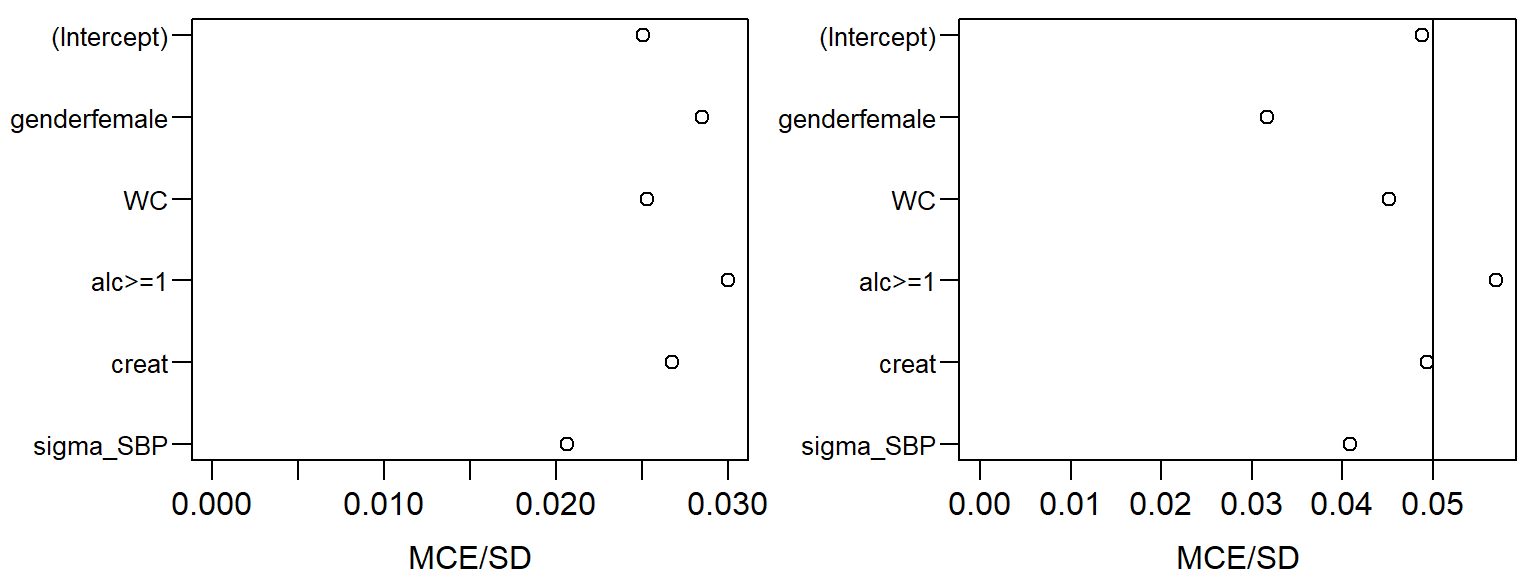 (Intercept)
genderfemale
WC
alc>=1
creat
sigma_SBP
0.000 0.010 0.020 0.030
MCE/SD
(Intercept)
genderfemale
WC
alc>=1
creat
sigma_SBP
0.00 0.01 0.02 0.03 0.04 0.05
MCE/SD